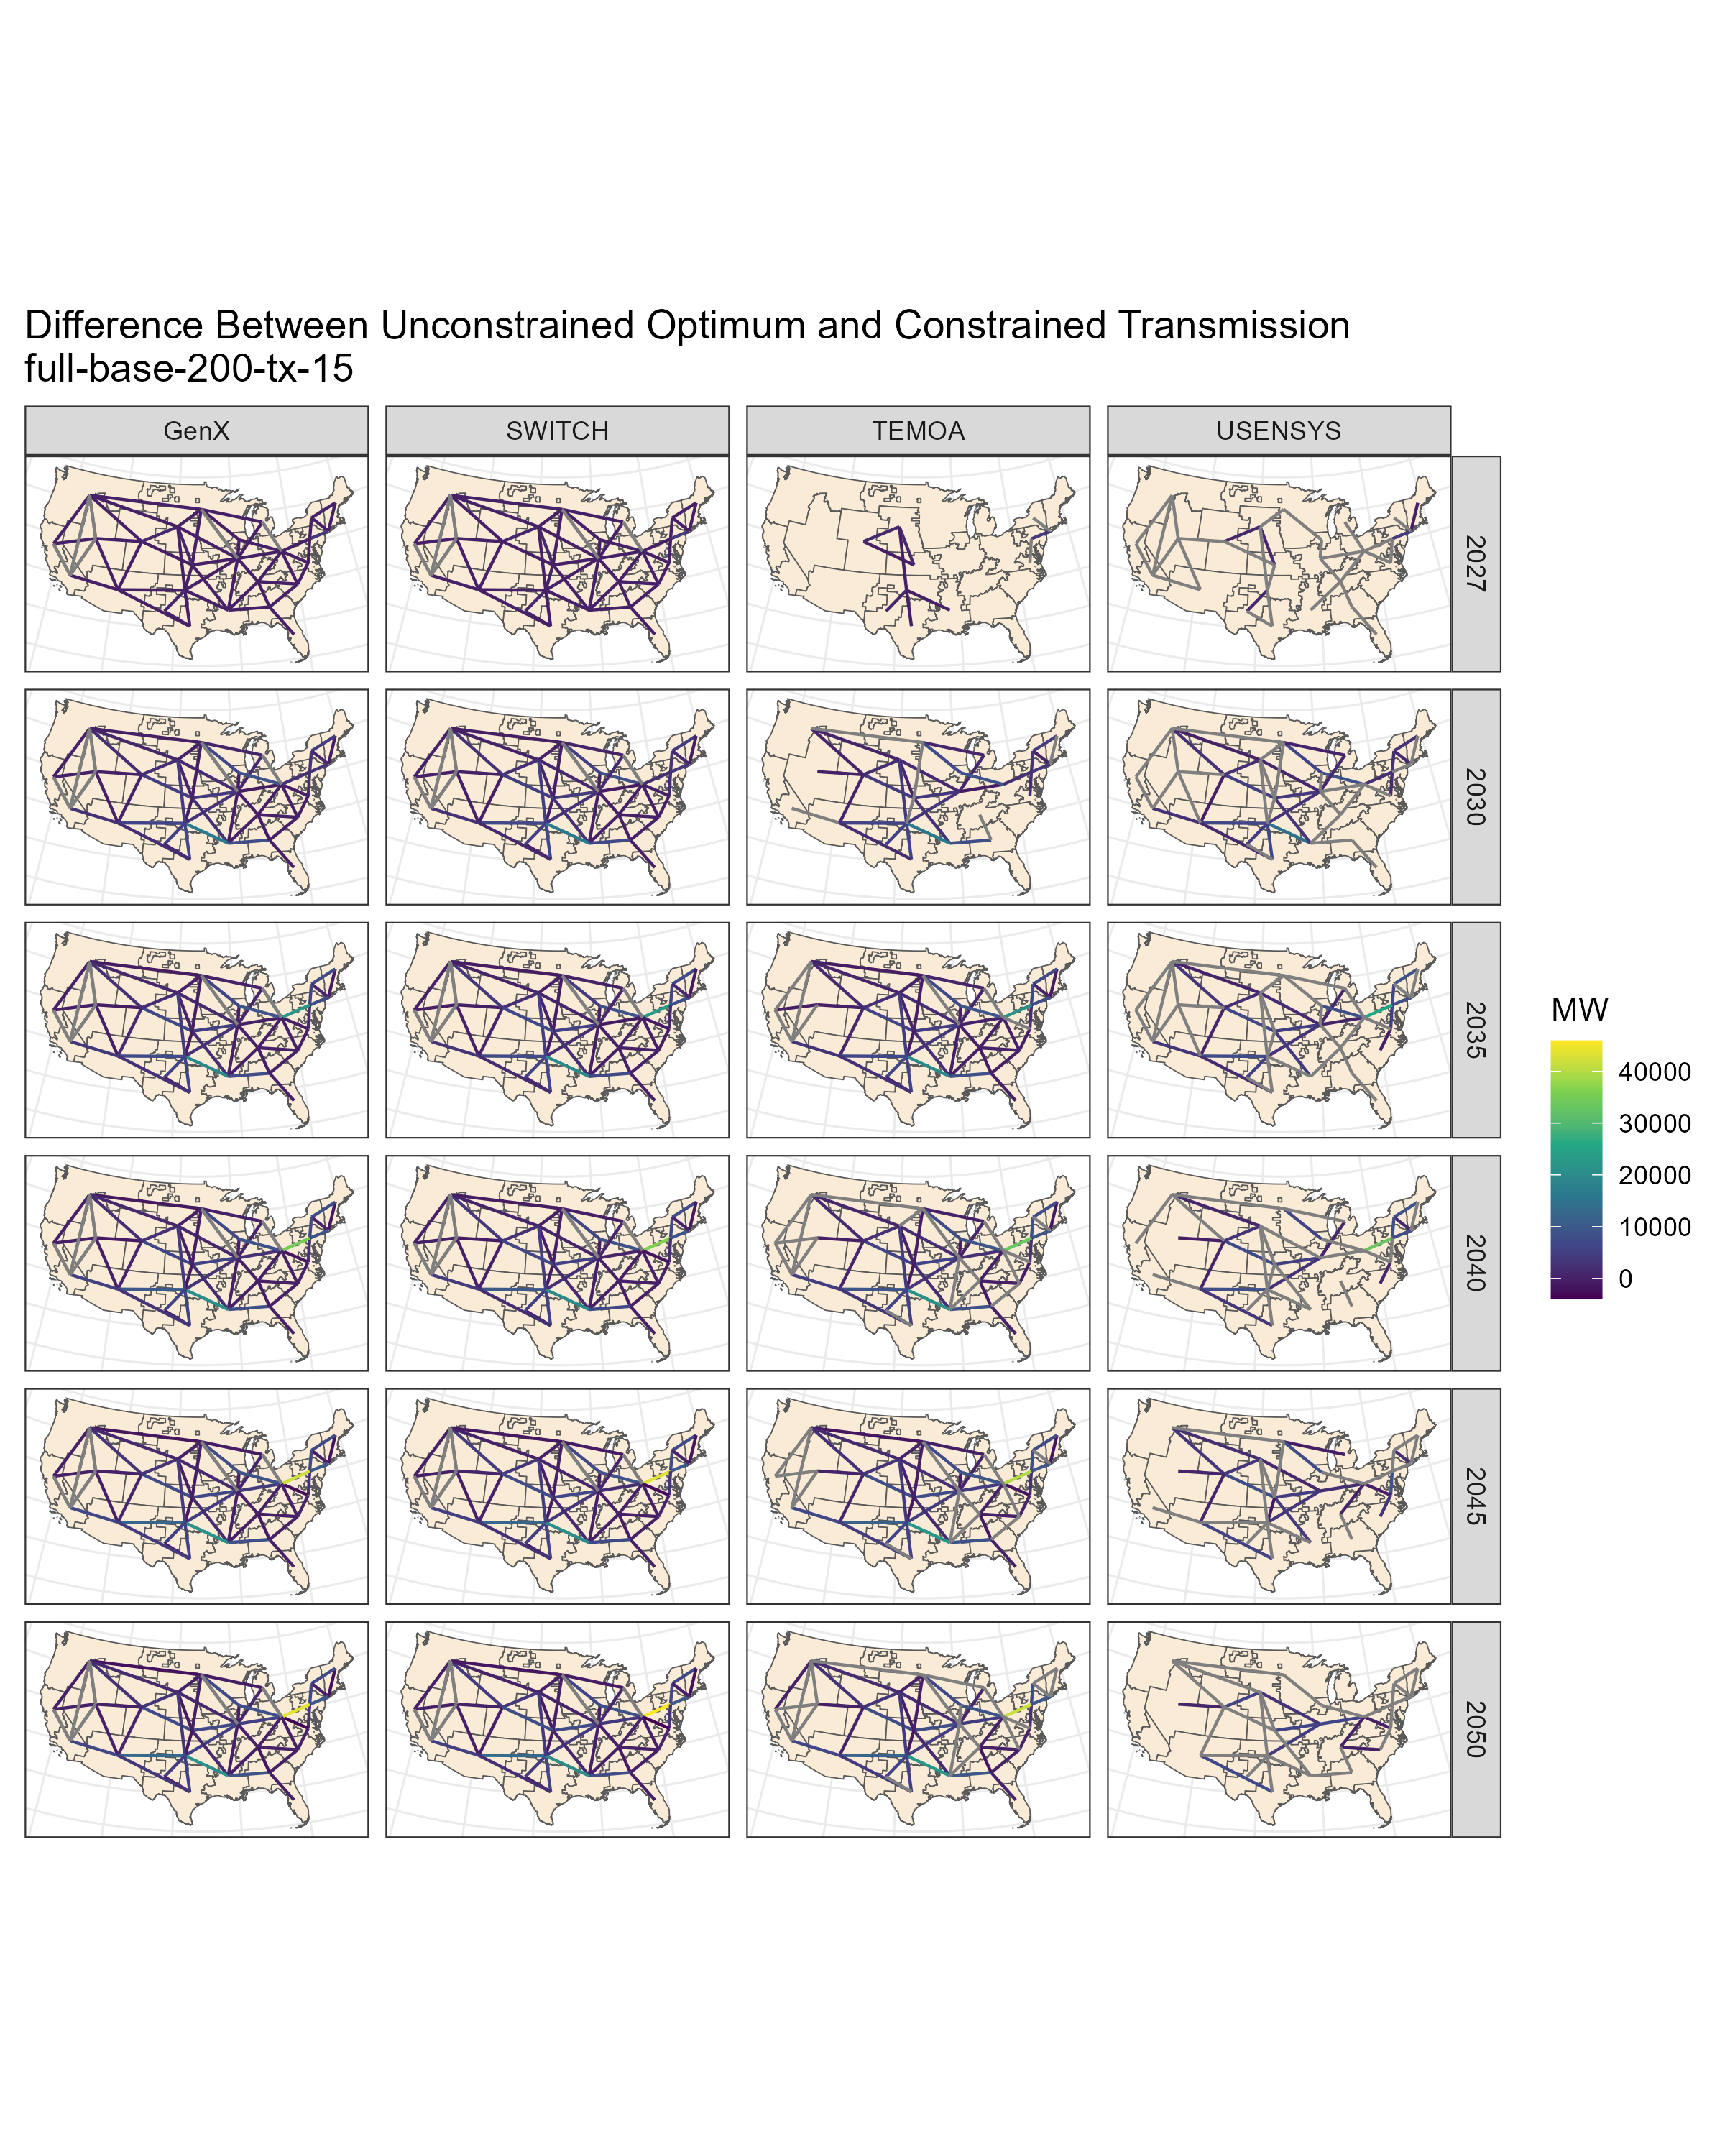 Difference Between Unconstrained Optimum and Constrained Transmission
full-base-200-tx-15
GenX
SWITCH
TEMOA
USENSYS
2027
2030
2035
2040
2045
2050
MW
40000
30000
20000
10000
0